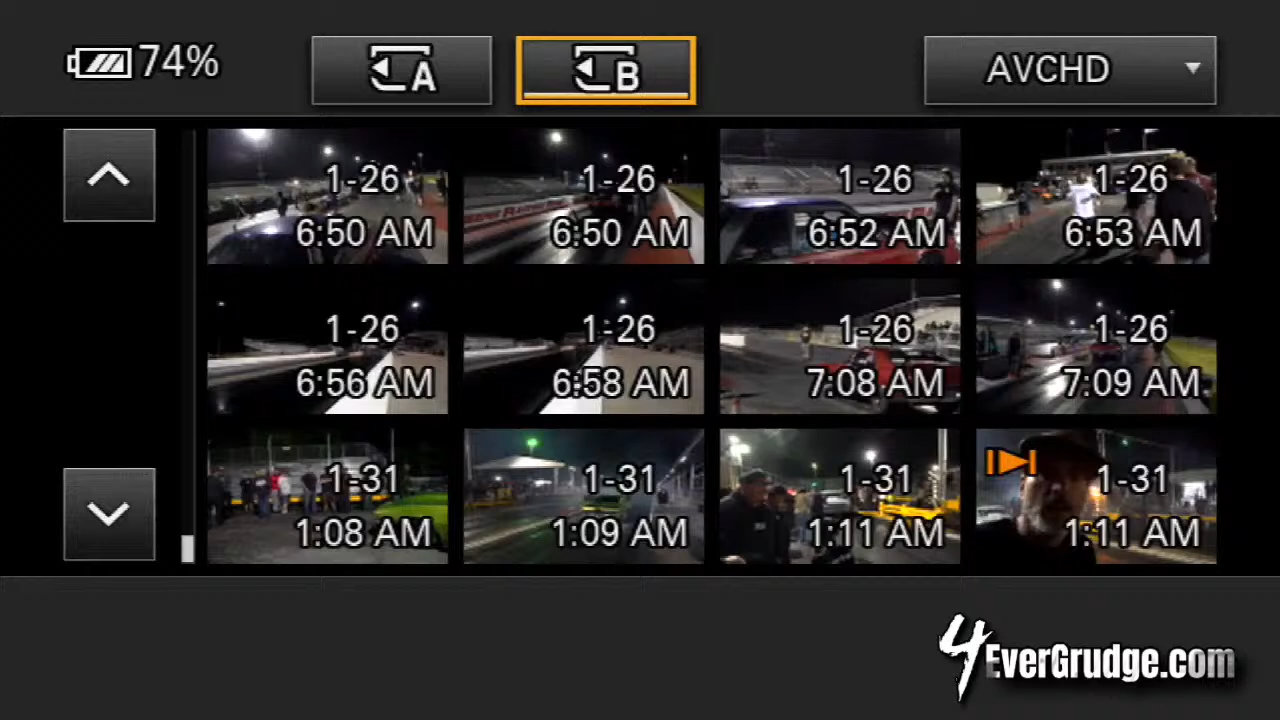 74%
A
B
AVCHD
1-26
6:50 AM
1-26
6:50 AM
1-26
6:52 AM
1-26
6:53 AM
1-26
6:56 AM
1-26
6:58 AM
1-26
7:08 AM
1-26
7:09 AM
1-31
1:08 AM
1-31
1:09 AM
1-31
1:11 AM
1-31
1:11 AM
4EverGrudge.com